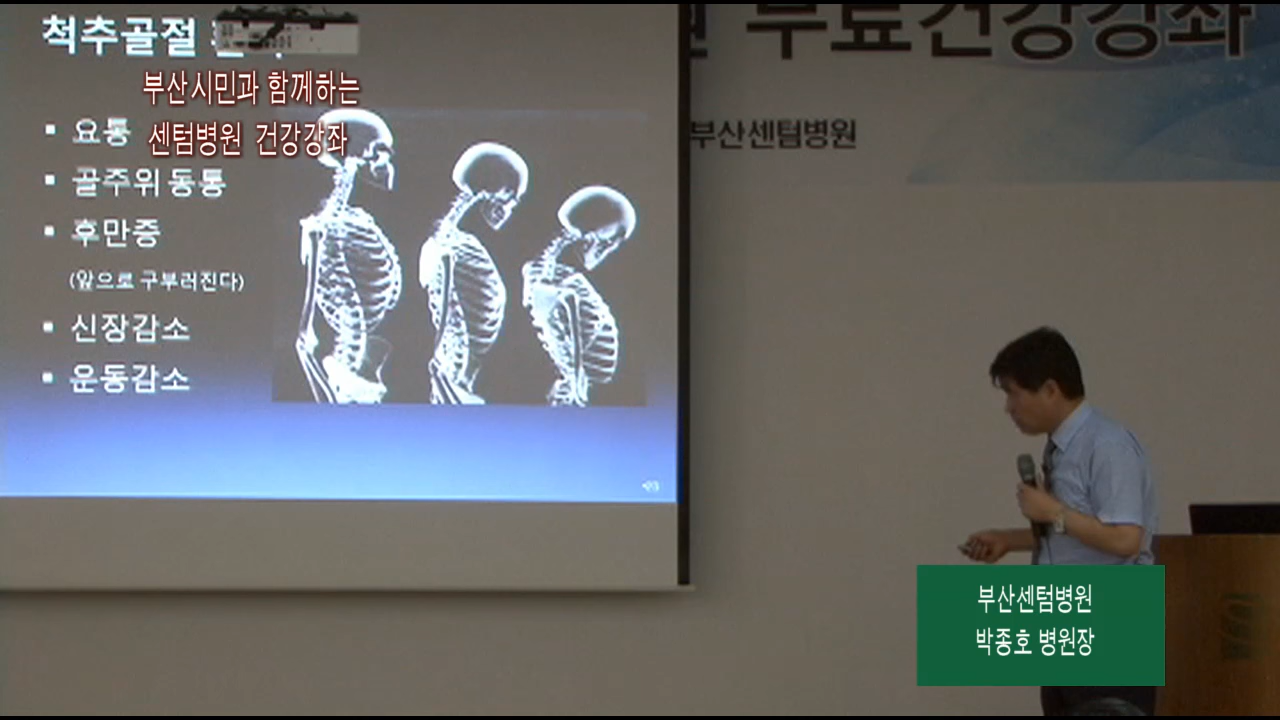 척추골절
부산시민과 함께하는
센텀병원 건강강좌
요통
골주위 동통
후만증
(앞으로 구부러진다)
신장감소
운동감소
무료건강강좌
부산센텀병원
부산센텀병원
박종호 병원장